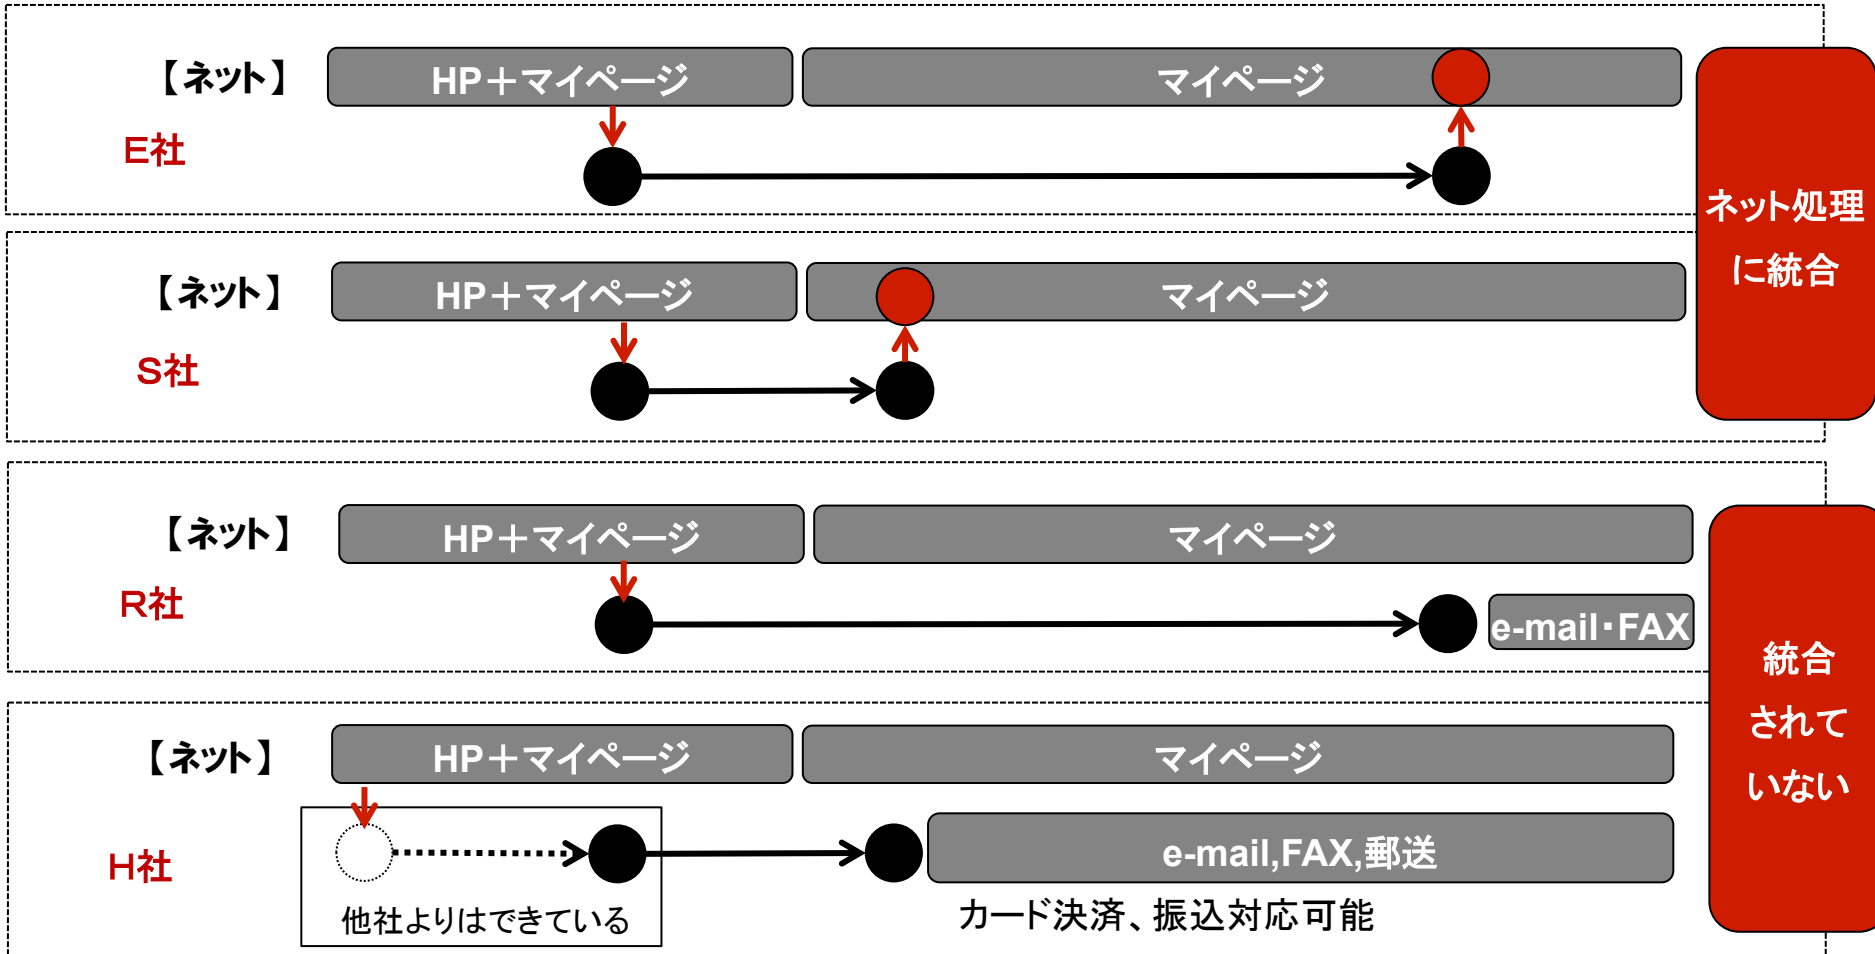 【ネット】
HP＋マイページ
マイページ
E社
【ネット】
HP＋マイページ
マイページ
S社
ネット処理
に統合
【ネット】
HP＋マイページ
マイページ
R社
e-mail・FAX
【ネット】
HP＋マイページ
マイページ
H社
e-mail,FAX,郵送
他社よりはできている
カード決済、振込対応可能
統合
されて
いない